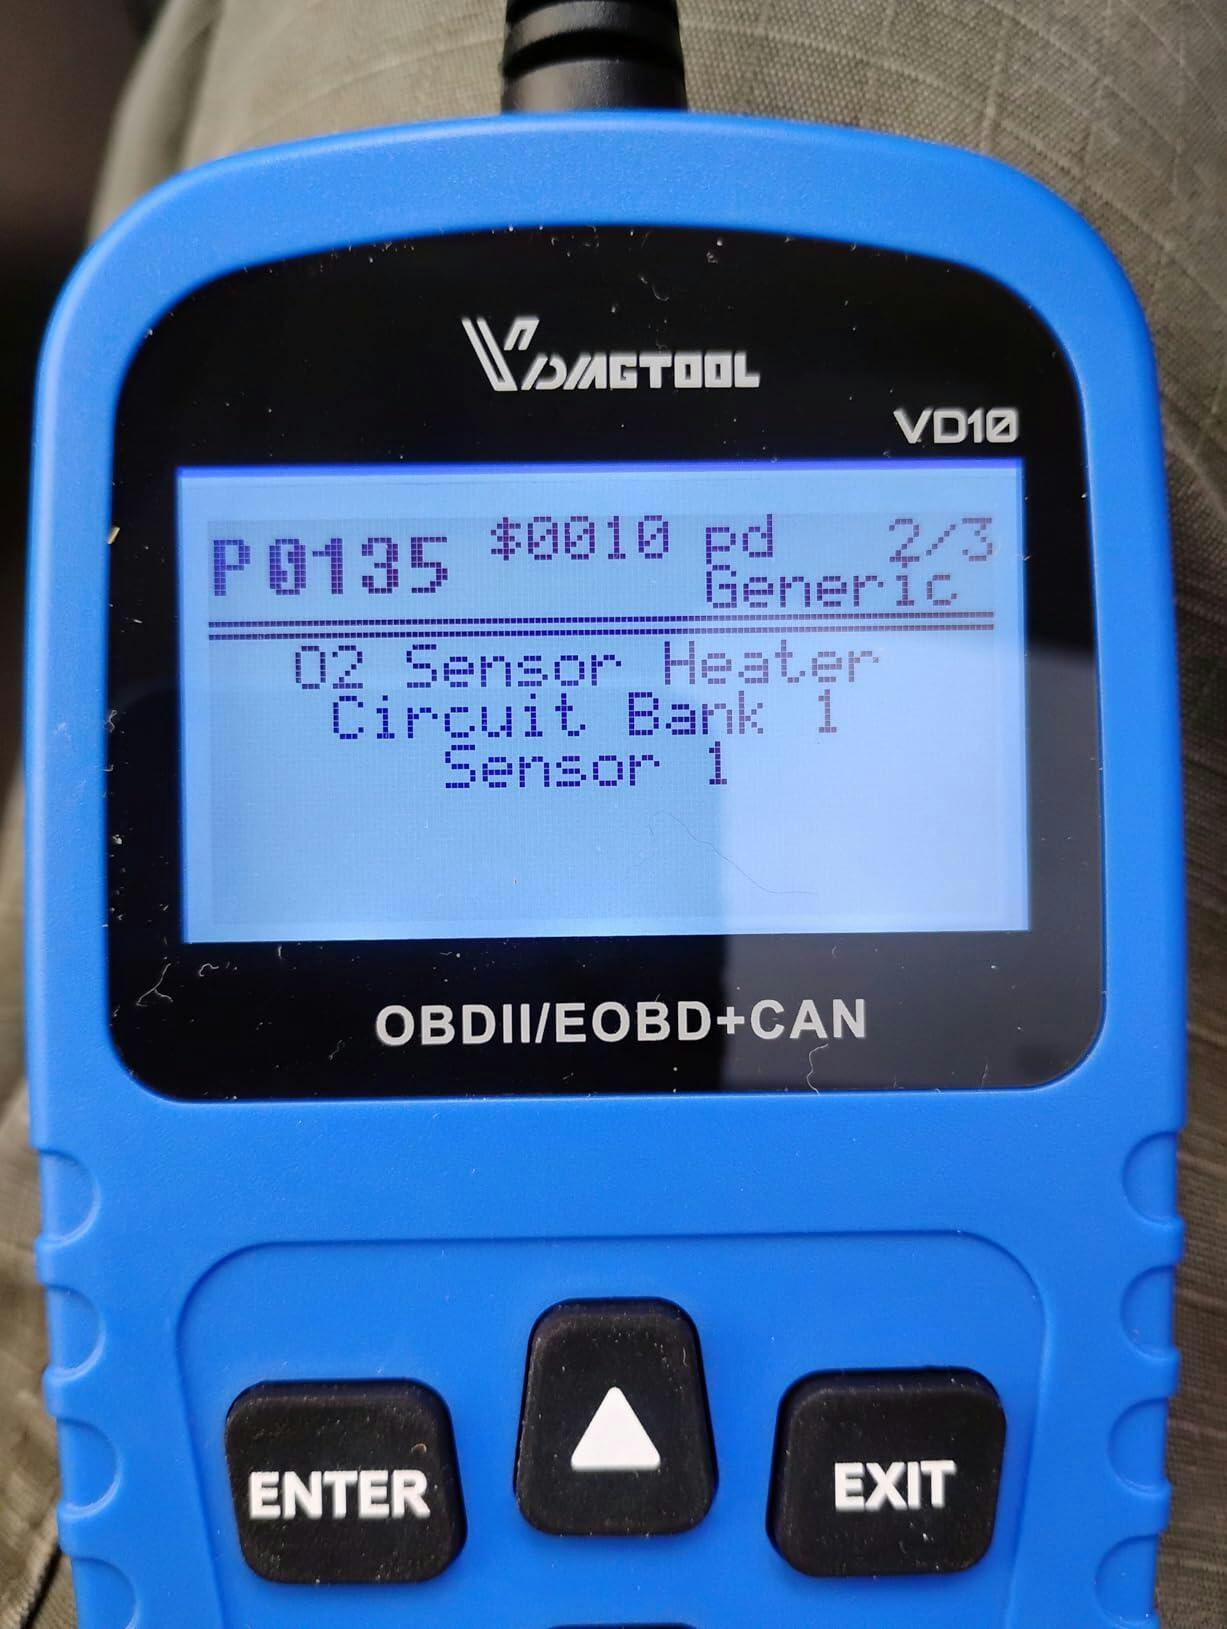 VDIAGTOOL
VD10
P0135 $0010 pd 2/3
Generic
O2 Sensor Heater
Circuit Bank 1
Sensor 1
OBDII/EOBD+CAN
ENTER
EXIT